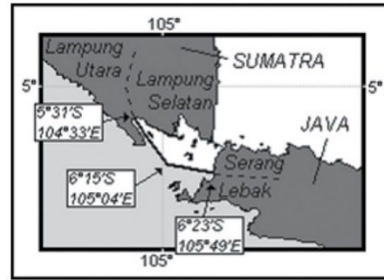 105°
Lampung
Utara
SUMATRA
Lampung
Selatan
5°
5°
5°31'S
104°33'E
JAVA
Serang
6°15'S
105°04'E
Lebak
6°23'S
105°49'E
105°